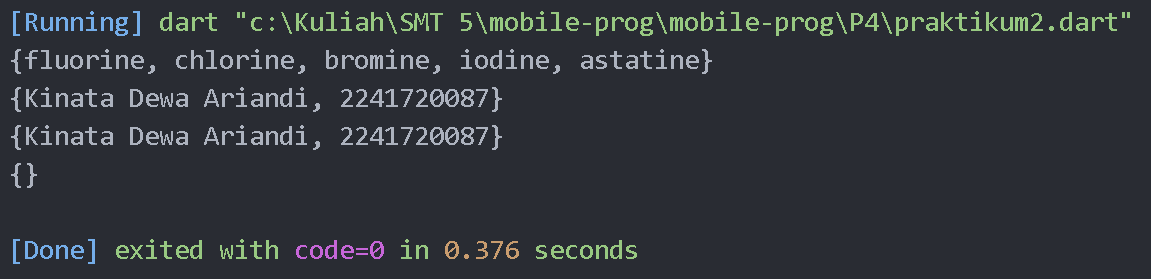 [Running] dart "c:\Kuliah\SMT 5\mobile-prog\mobile-prog\P4\praktikum2.dart"
{fluorine, chlorine, bromine, iodine, astatine}
{Kinata Dewa Ariandi, 2241720087}
{Kinata Dewa Ariandi, 2241720087}
{}
[Done] exited with code=0 in 0.376 seconds